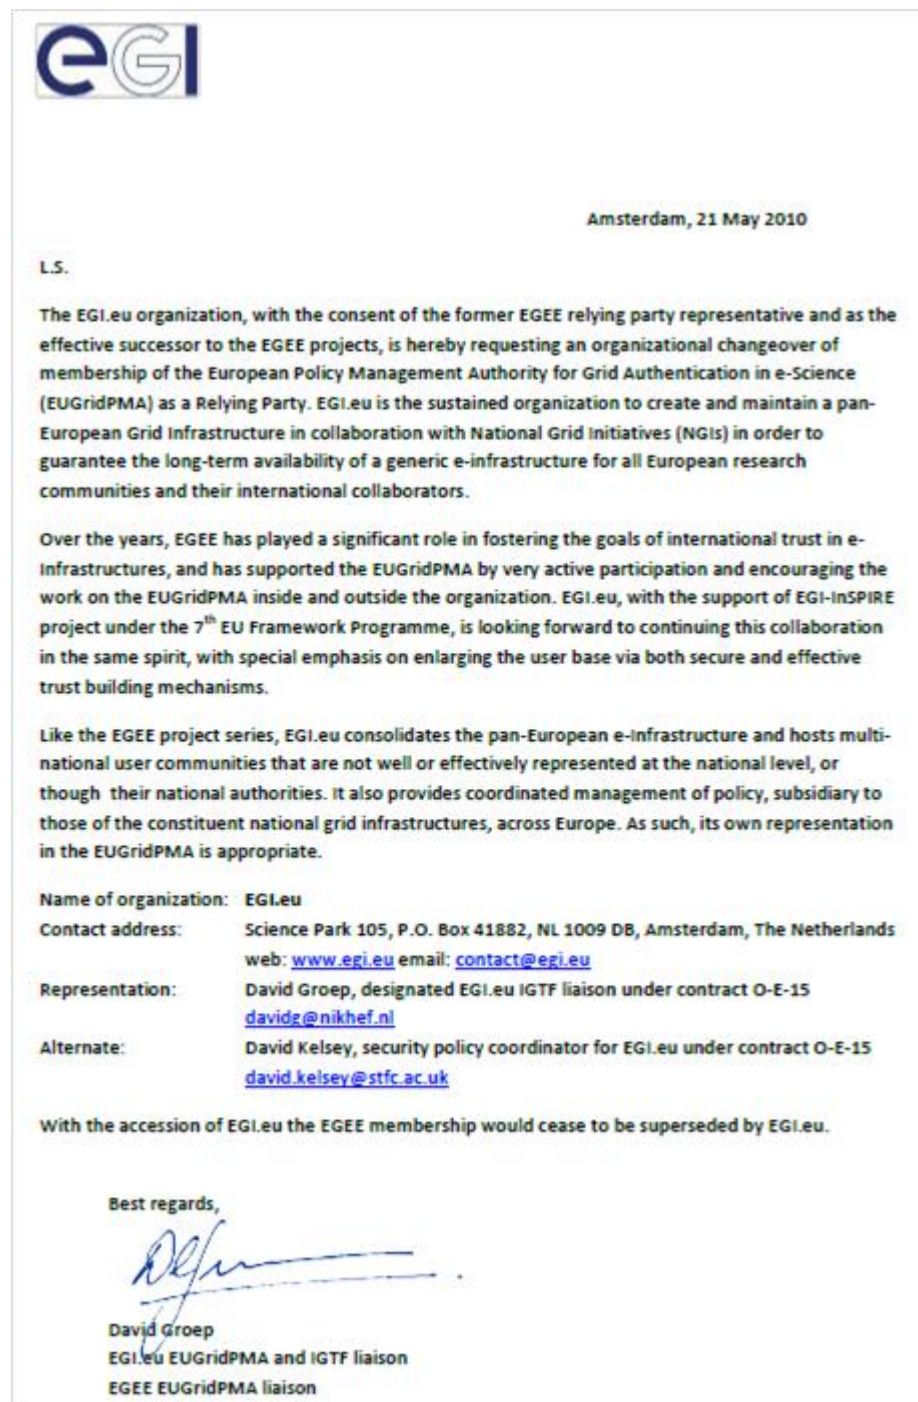 eGI
Amsterdam, 21 May 2010
L.S.
The EGI.eu organization, with the consent of the former EGEE relying party representative and as the
effective successor to the EGEE projects, is hereby requesting an organizational changeover of
membership of the European Policy Management Authority for Grid Authentication in e-Science
(EUGridPMA) as a Relying Party. EGI.eu is the sustained organization to create and maintain a pan-
European Grid Infrastructure in collaboration with National Grid Initiatives (NGIs) in order to
guarantee the long-term availability of a generic e-infrastructure for all European research
communities and their international collaborators.
Over the years, EGEE has played a significant role in fostering the goals of international trust in e-
Infrastructures, and has supported the EUGridPMA by very active participation and encouraging the
work on the EUGridPMA inside and outside the organization. EGI.eu, with the support of EGI-InSPIRE
project under the 7th EU Framework Programme, is looking forward to continuing this collaboration
in the same spirit, with special emphasis on enlarging the user base via both secure and effective
trust building mechanisms.
Like the EGEE project series, EGI.eu consolidates the pan-European e-Infrastructure and hosts multi-
national user communities that are not well or effectively represented at the national level, or
though their national authorities. It also provides coordinated management of policy, subsidiary to
those of the constituent national grid infrastructures, across Europe. As such, its own representation
in the EUGridPMA is appropriate.
Name of organization: EGI.eu
Contact address: Science Park 105, P.O. Box 41882, NL 1009 DB, Amsterdam, The Netherlands
web: www.egi.eu email: contact@egi.eu
Representation: David Groep, designated EGI.eu IGTF liaison under contract O-E-15
davidg@nikhef.nl
Alternate: David Kelsey, security policy coordinator for EGI.eu under contract O-E-15
david.kelsey@stfc.ac.uk
With the accession of EGI.eu the EGEE membership would cease to be superseded by EGI.eu.
Best regards,
David Groep
EGI.eu EUGridPMA and IGTF liaison
EGEE EUGridPMA liaison